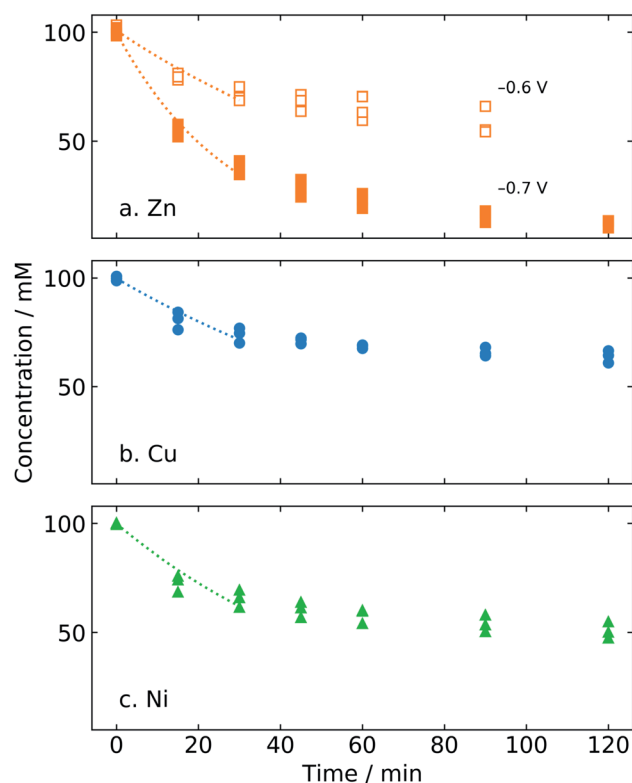 100
50
–0.6 V
–0.7 V
a. Zn
100
50
b. Cu
100
50
c. Ni
0 20 40 60 80 100 120
Time / min
Concentration / mM